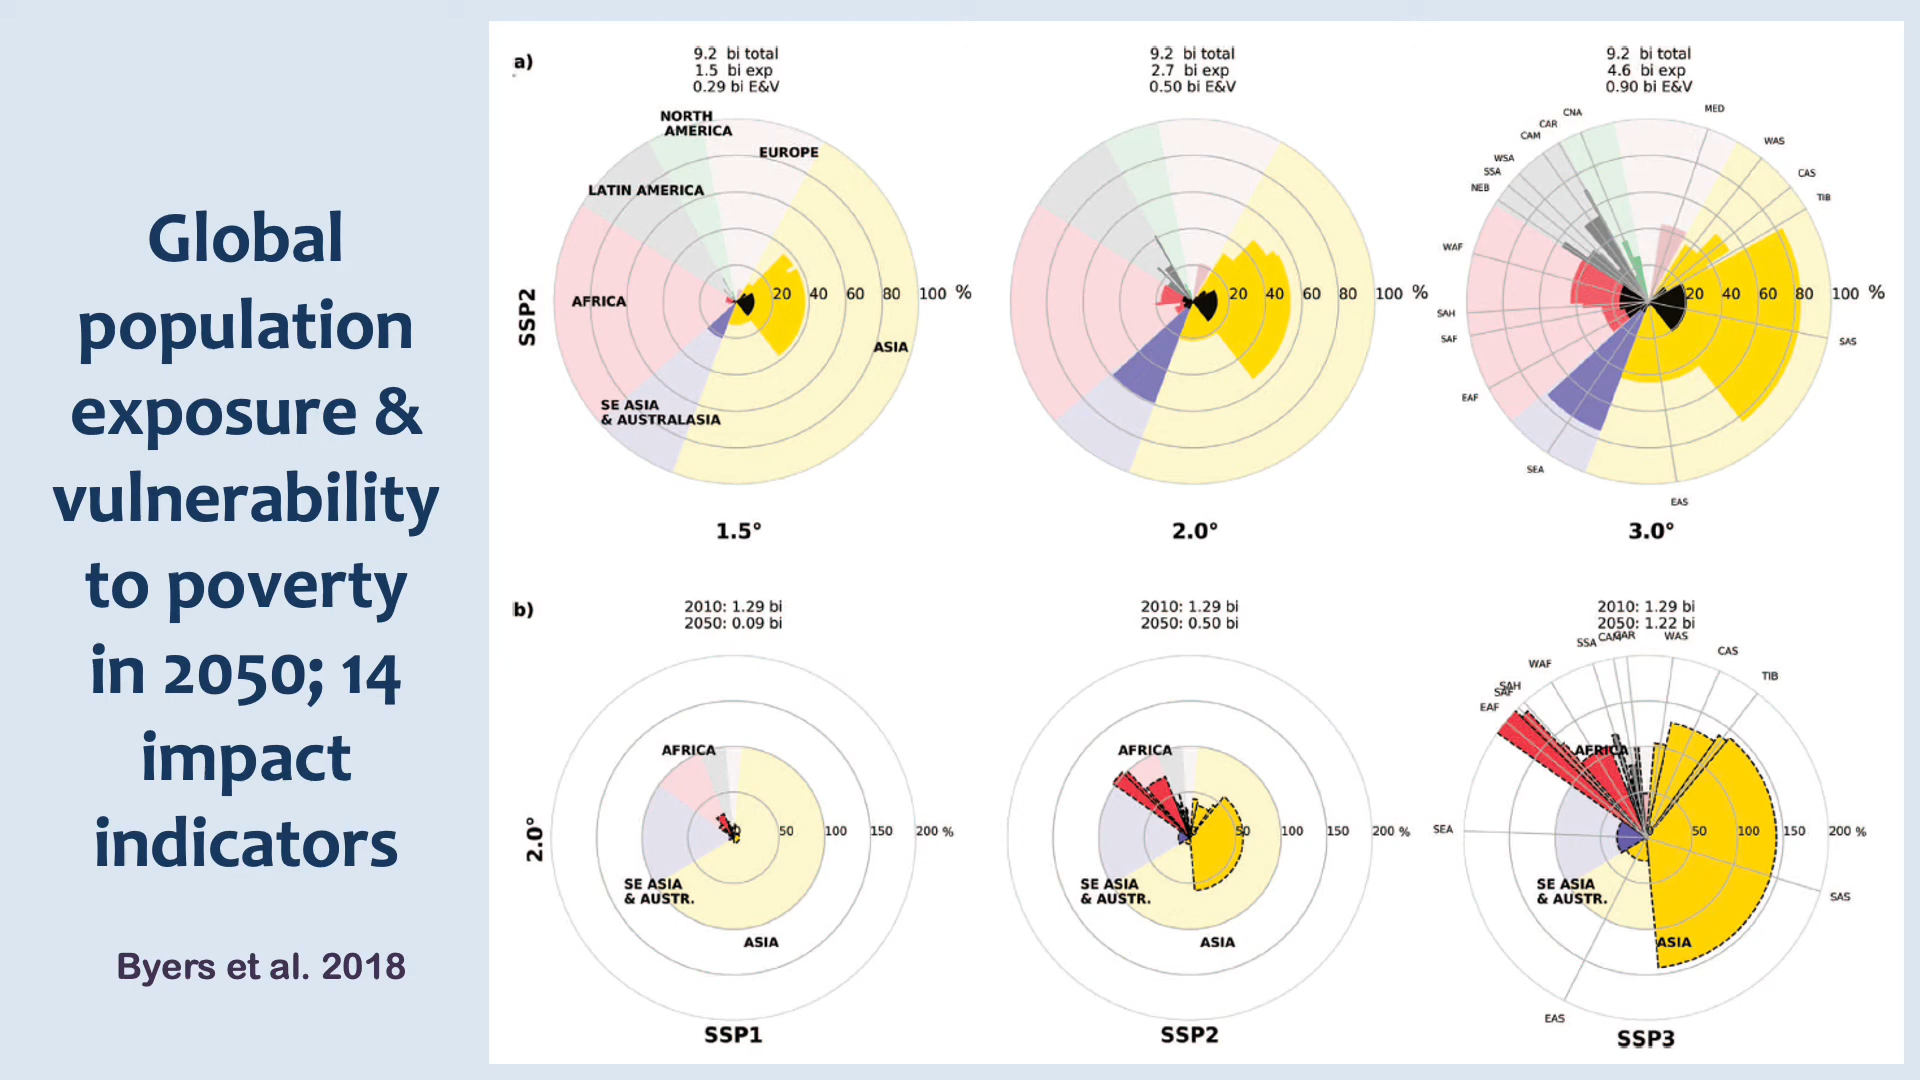 Global
population
exposure &
vulnerability
to poverty
in 2050; 14
impact
indicators
Byers et al. 2018
a)
9.2 bi total
1.5 bi exp
0.29 bi E&V
9.2 bi total
2.7 bi exp
0.50 bi E&V
9.2 bi total
4.6 bi exp
0.90 bi E&V
SSP2
NORTH
AMERICA
EUROPE
LATIN AMERICA
AFRICA
ASIA
SE ASIA
& AUSTRALASIA
20 40 60 80 100 %
20 40 60 80 100 %
CNA
CAR
CAM
WSA
SSA
NEB
WAF
SAH
SAF
EAF
SEA
EAS
SAS
TIB
CAS
WAS
MED
20 40 60 80 100 %
1.5°
2.0°
3.0°
b)
2010: 1.29 bi
2050: 0.09 bi
2010: 1.29 bi
2050: 0.50 bi
2010: 1.29 bi
2050: 1.22 bi
2.0°
AFRICA
SE ASIA
& AUSTR.
ASIA
0 50 100 150 200 %
AFRICA
SE ASIA
& AUSTR.
ASIA
50 100 150 200 %
SSA
CAM
CAR
WAS
CAS
TIB
WAF
SAH
SAF
EAF
SEA
EAS
SAS
AFRICA
SE ASIA
& AUSTR.
ASIA
0 50 100 150 200 %
SSP1
SSP2
SSP3